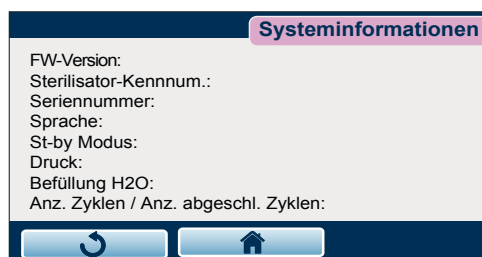 Systeminformationen
FW-Version:
Sterilisator-Kennnum.:
Seriennummer:
Sprache:
St-by Modus:
Druck:
Befüllung H2O:
Anz. Zyklen / Anz. abgeschl. Zyklen: